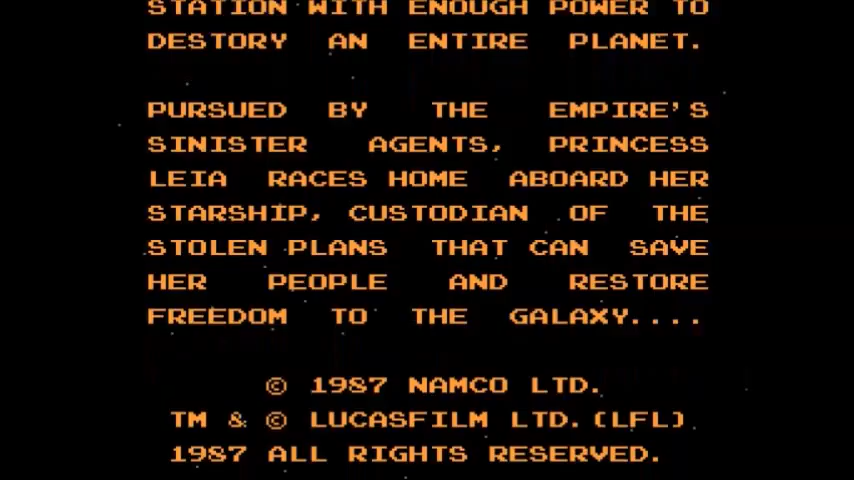 STATION WITH ENOUGH POWER TO
DESTORY AN ENTIRE PLANET.
PURSUED BY THE EMPIRE'S
SINISTER AGENTS, PRINCESS
LEIA RACES HOME ABOARD HER
STARSHIP, CUSTODIAN OF THE
STOLEN PLANS THAT CAN SAVE
HER PEOPLE AND RESTORE
FREEDOM TO THE GALAXY....
© 1987 NAMCO LTD.
TM & © LUCASFILM LTD.(LFL)
1987 ALL RIGHTS RESERVED.